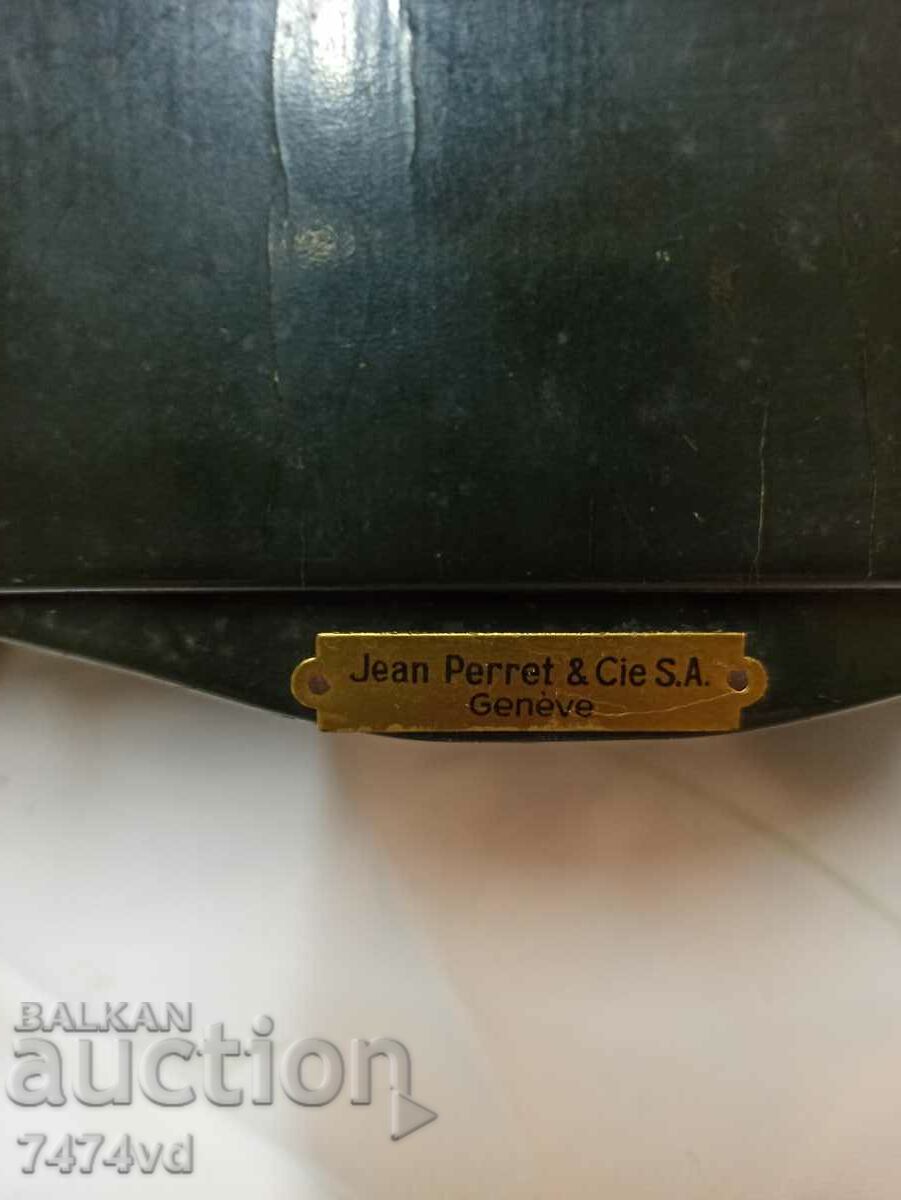 Jean Perret & Cie S.A.
Genève
BALKAN
auction
7474vd